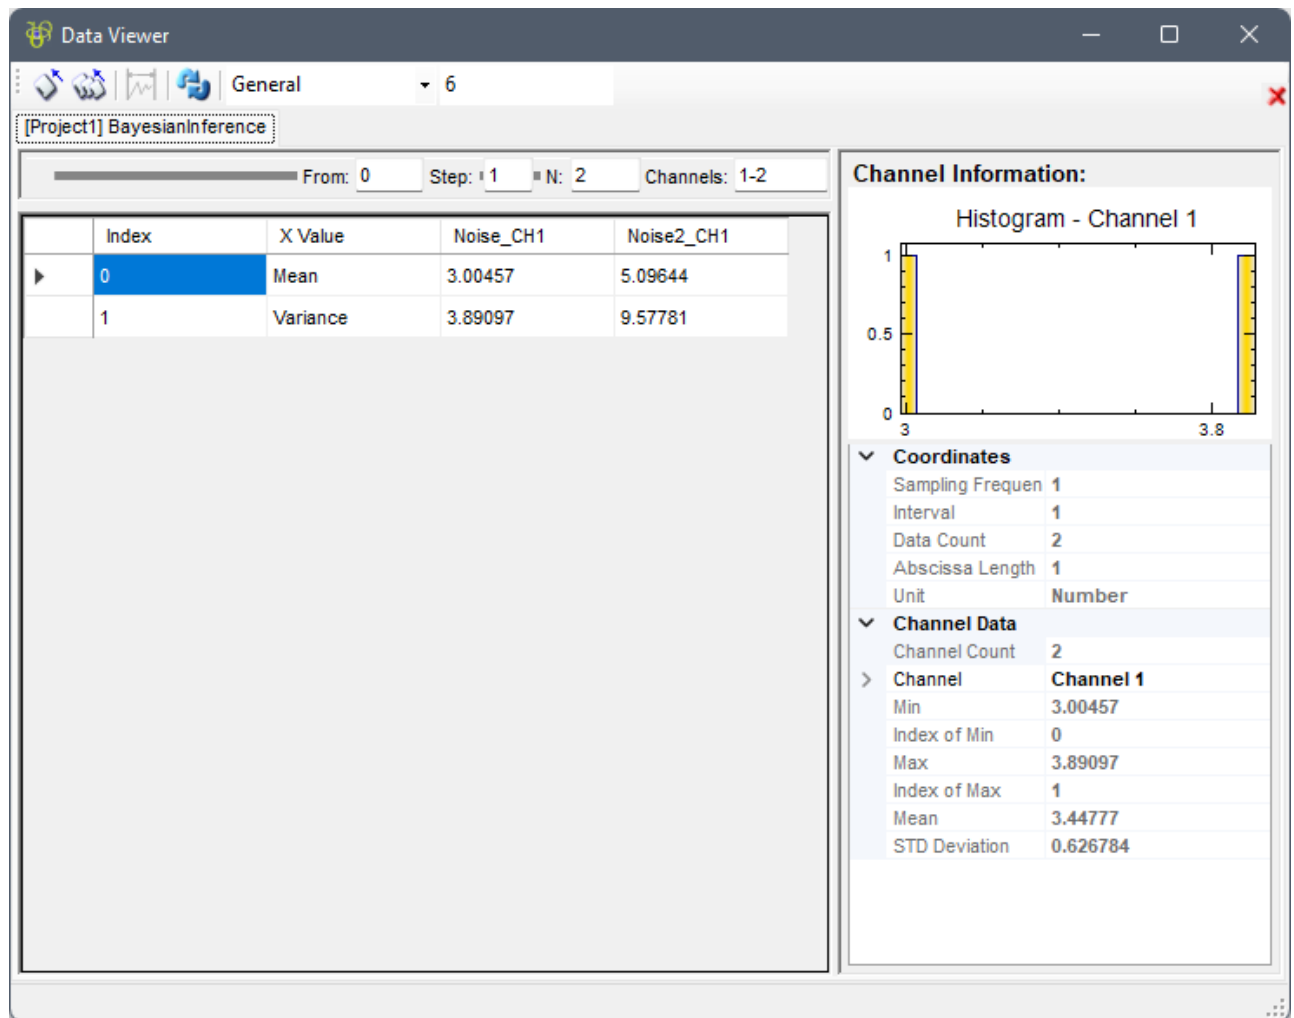 Data Viewer
General 6
[Project1] BayesianInference
From: 0 Step: 1 N: 2 Channels: 1-2
Index X Value Noise_CH1 Noise2_CH1
0 Mean 3.00457 5.09644
1 Variance 3.89097 9.57781
Channel Information:
Histogram - Channel 1
1
0.5
0
3 3.8
Coordinates
Sampling Frequen 1
Interval 1
Data Count 2
Abscissa Length 1
Unit Number
Channel Data
Channel Count 2
Channel Channel 1
Min 3.00457
Index of Min 0
Max 3.89097
Index of Max 1
Mean 3.44777
STD Deviation 0.626784